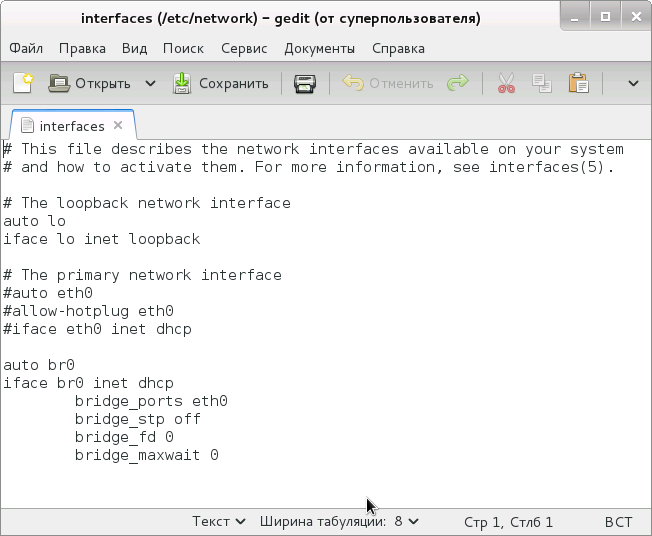 interfaces (/etc/network) – gedit (от суперпользователя)
Файл Правка Вид Поиск Сервис Документы Справка
Открыть Сохранить Отменить
interfaces
# This file describes the network interfaces available on your system
# and how to activate them. For more information, see interfaces(5).
# The loopback network interface
auto lo
iface lo inet loopback
# The primary network interface
#auto eth0
#allow-hotplug eth0
#iface eth0 inet dhcp
auto br0
iface br0 inet dhcp
bridge_ports eth0
bridge_stp off
bridge_fd 0
bridge_maxwait 0
Текст Ширина табуляции: 8 Стр 1, Стлб 1 ВСТ